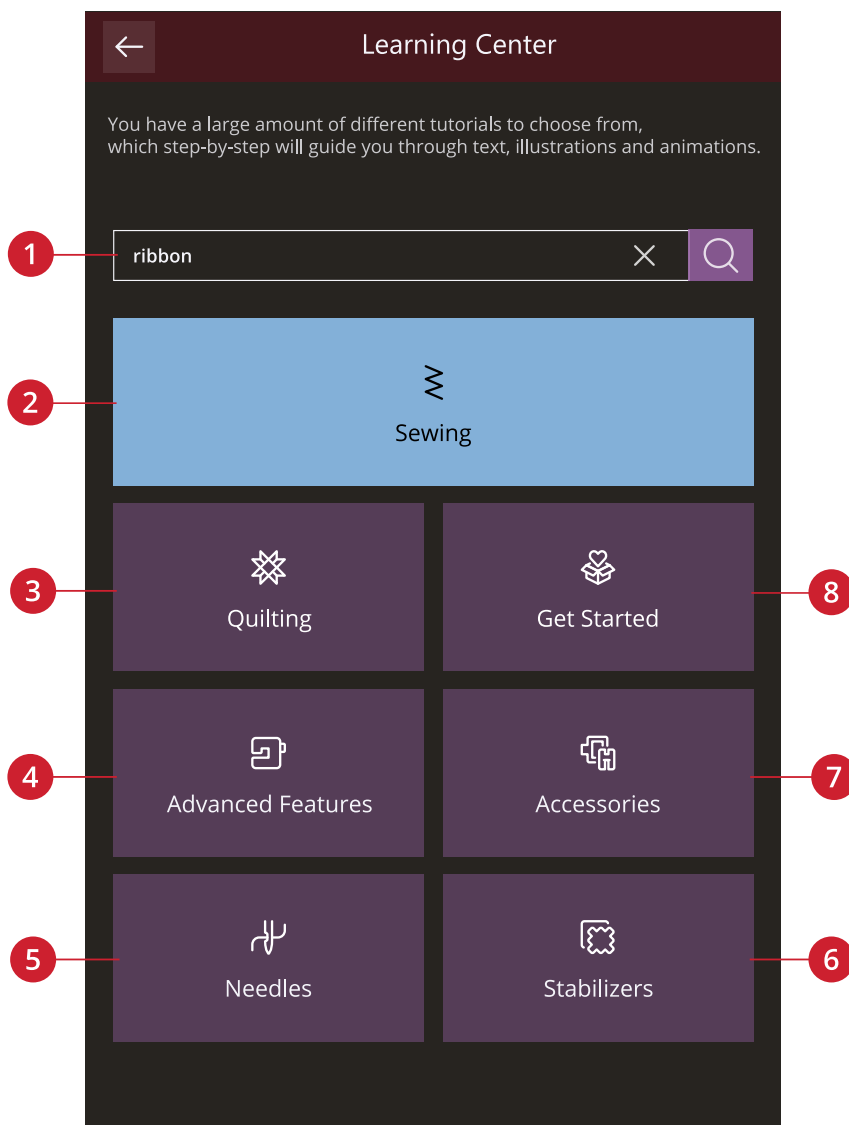 Learning Center
You have a large amount of different tutorials to choose from,
which step-by-step will guide you through text, illustrations and animations.
1
ribbon
2
Sewing
3
Quilting
Get Started
8
4
Advanced Features
Accessories
7
5
Needles
Stabilizers
6